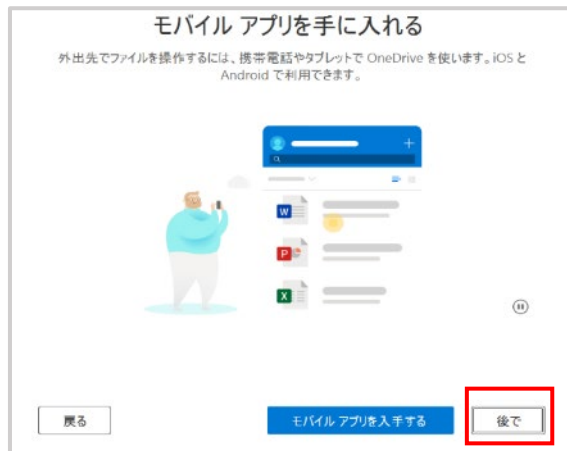 モバイル アプリを手に入れる
外出先でファイルを操作するには、携帯電話やタブレットで OneDrive を使います。iOS と
Android で利用できます。
W
P
X
戻る
モバイル アプリを入手する
後で